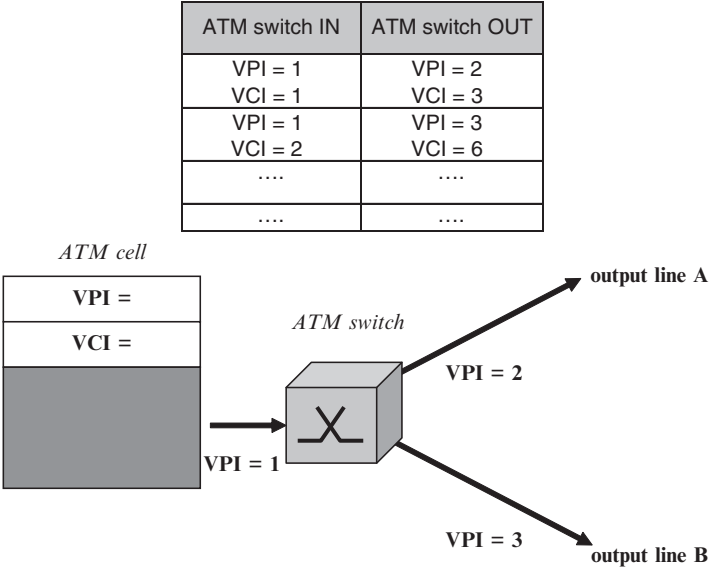 ATM switch IN ATM switch OUT
VPI = 1 VPI = 2
VCI = 1 VCI = 3
VPI = 1 VPI = 3
VCI = 2 VCI = 6
.... ....
.... ....
ATM cell
VPI =
VCI =
ATM switch
output line A
VPI = 2
VPI = 1
VPI = 3
output line B